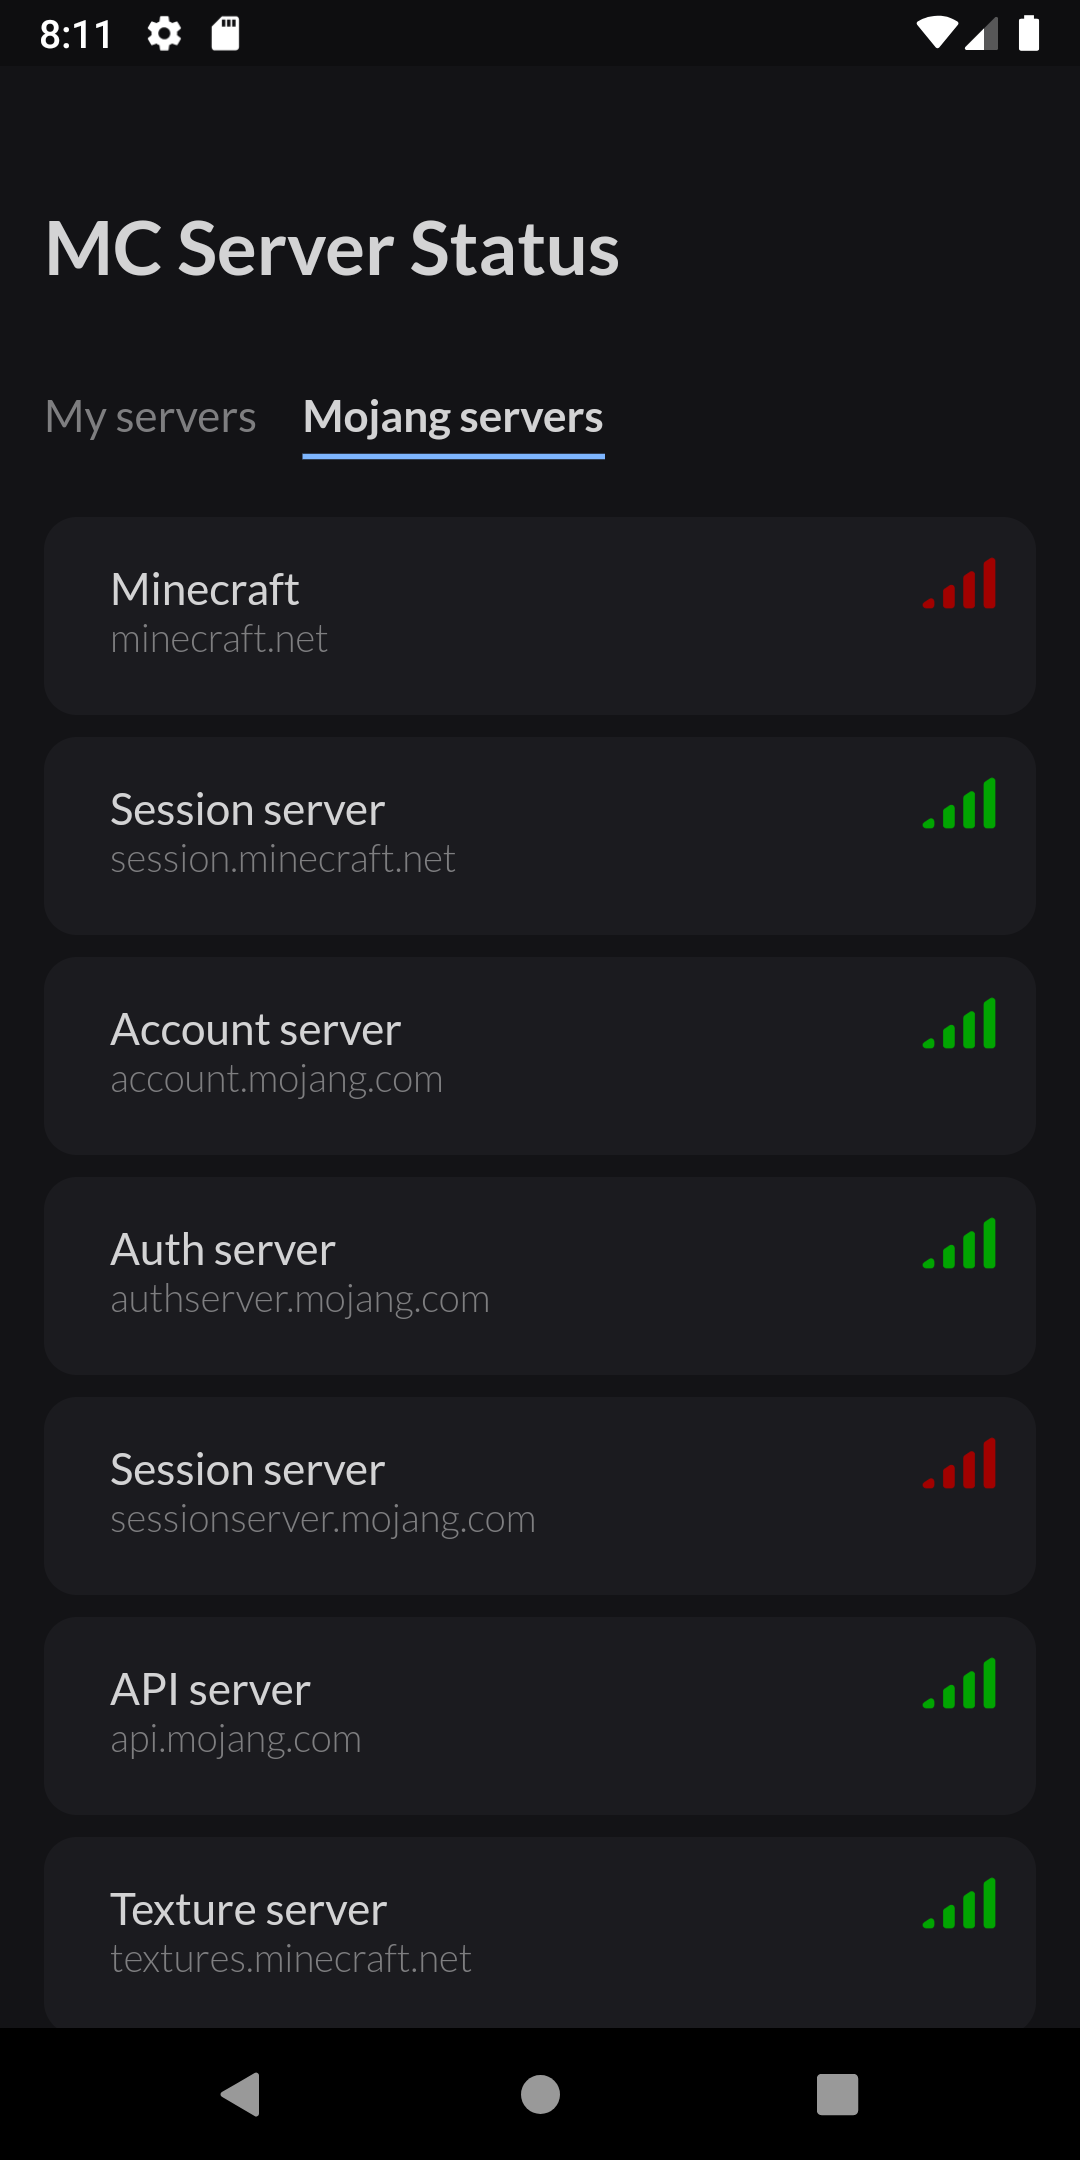 8:11
MC Server Status
My servers Mojang servers
Minecraft
minecraft.net
Session server
session.minecraft.net
Account server
account.mojang.com
Auth server
authserver.mojang.com
Session server
sessionserver.mojang.com
API server
api.mojang.com
Texture server
textures.minecraft.net